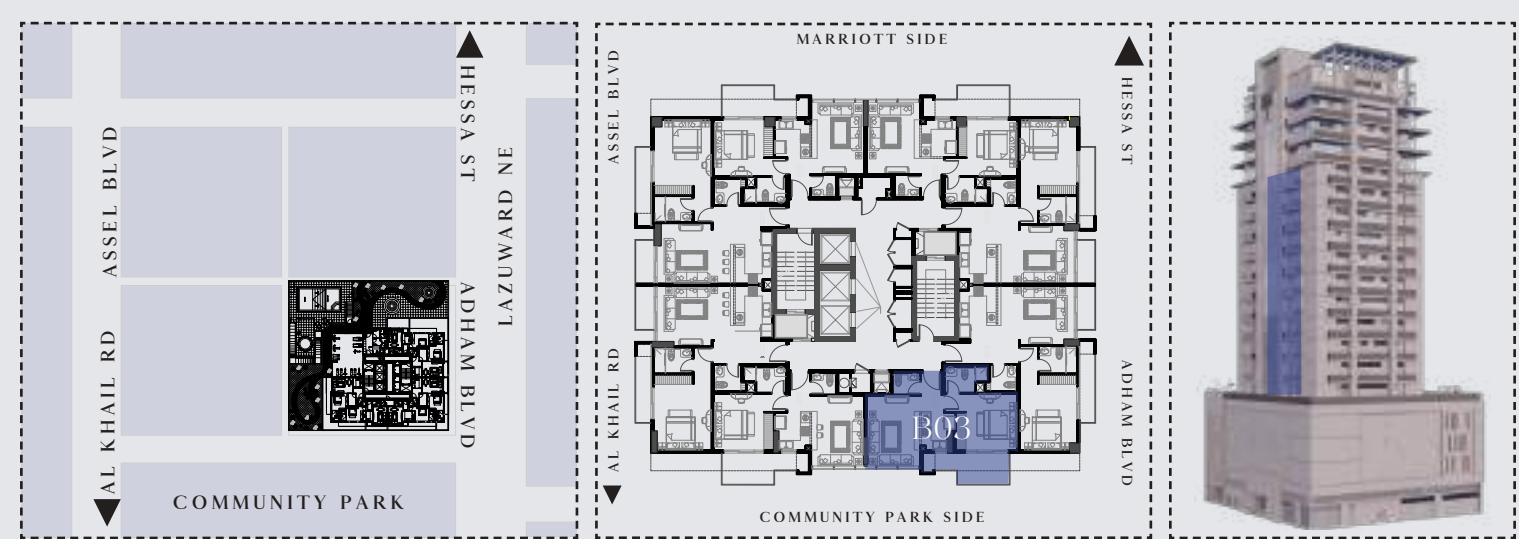 HESSA ST
ASSEL BLVD
LAZUWARD NE
ADHAM BLVD
AL KHAIL RD
COMMUNITY PARK
MARRIOTT SIDE
ASSEL BLVD
HESSA ST
B03
AL KHAIL RD
ADHAM BLVD
COMMUNITY PARK SIDE